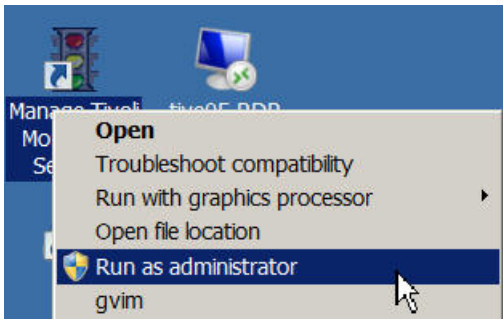 Manage Tivoli
Mo
Se
Open
Troubleshoot compatibility
Run with graphics processor
Open file location
Run as administrator
gvim